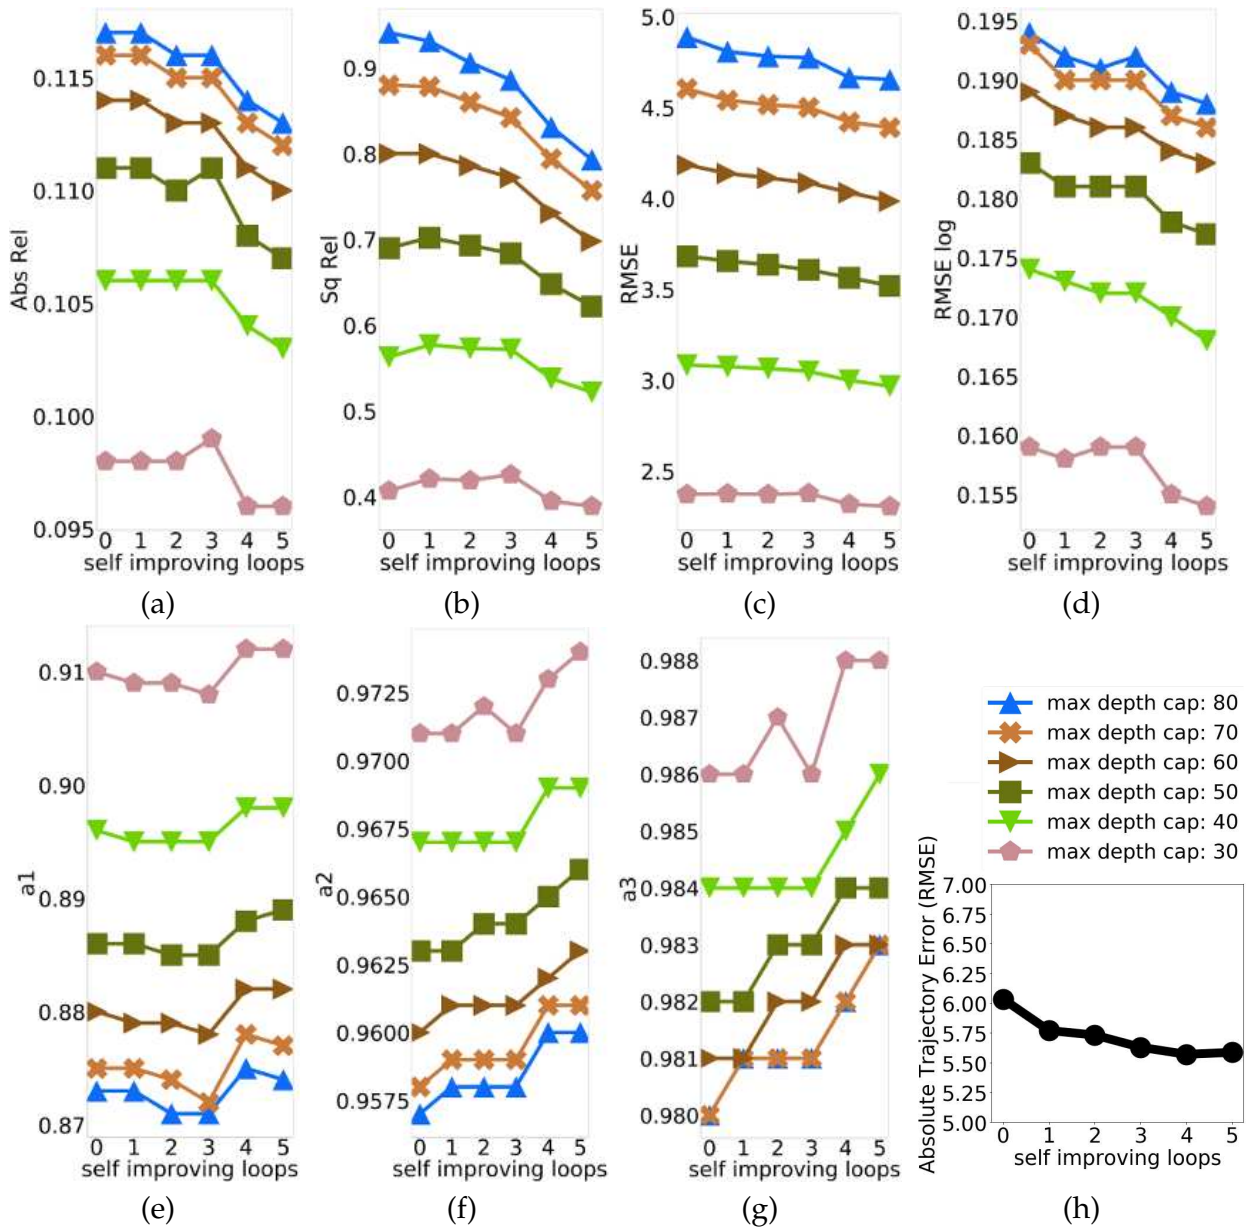 0.115
0.110
0.105
0.100
0.095
Abs Rel
0 1 2 3 4 5
self improving loops
(a)
0.9
0.8
0.7
0.6
0.5
0.4
Sq Rel
0 1 2 3 4 5
self improving loops
(b)
5.0
4.5
4.0
3.5
3.0
2.5
RMSE
0 1 2 3 4 5
self improving loops
(c)
0.195
0.190
0.185
0.180
0.175
0.170
0.165
0.160
0.155
RMSE log
0 1 2 3 4 5
self improving loops
(d)
0.91
0.90
0.89
0.88
0.87
a1
0 1 2 3 4 5
self improving loops
(e)
0.9725
0.9700
0.9675
0.9650
0.9625
0.9600
0.9575
a2
0 1 2 3 4 5
self improving loops
(f)
0.988
0.987
0.986
0.985
0.984
0.983
0.982
0.981
0.980
a3
0 1 2 3 4 5
self improving loops
(g)
max depth cap: 80
max depth cap: 70
max depth cap: 60
max depth cap: 50
max depth cap: 40
max depth cap: 30
7.00
6.75
6.50
6.25
6.00
5.75
5.50
5.25
5.00
Absolute Trajectory Error (RMSE)
0 1 2 3 4 5
self improving loops
(h)